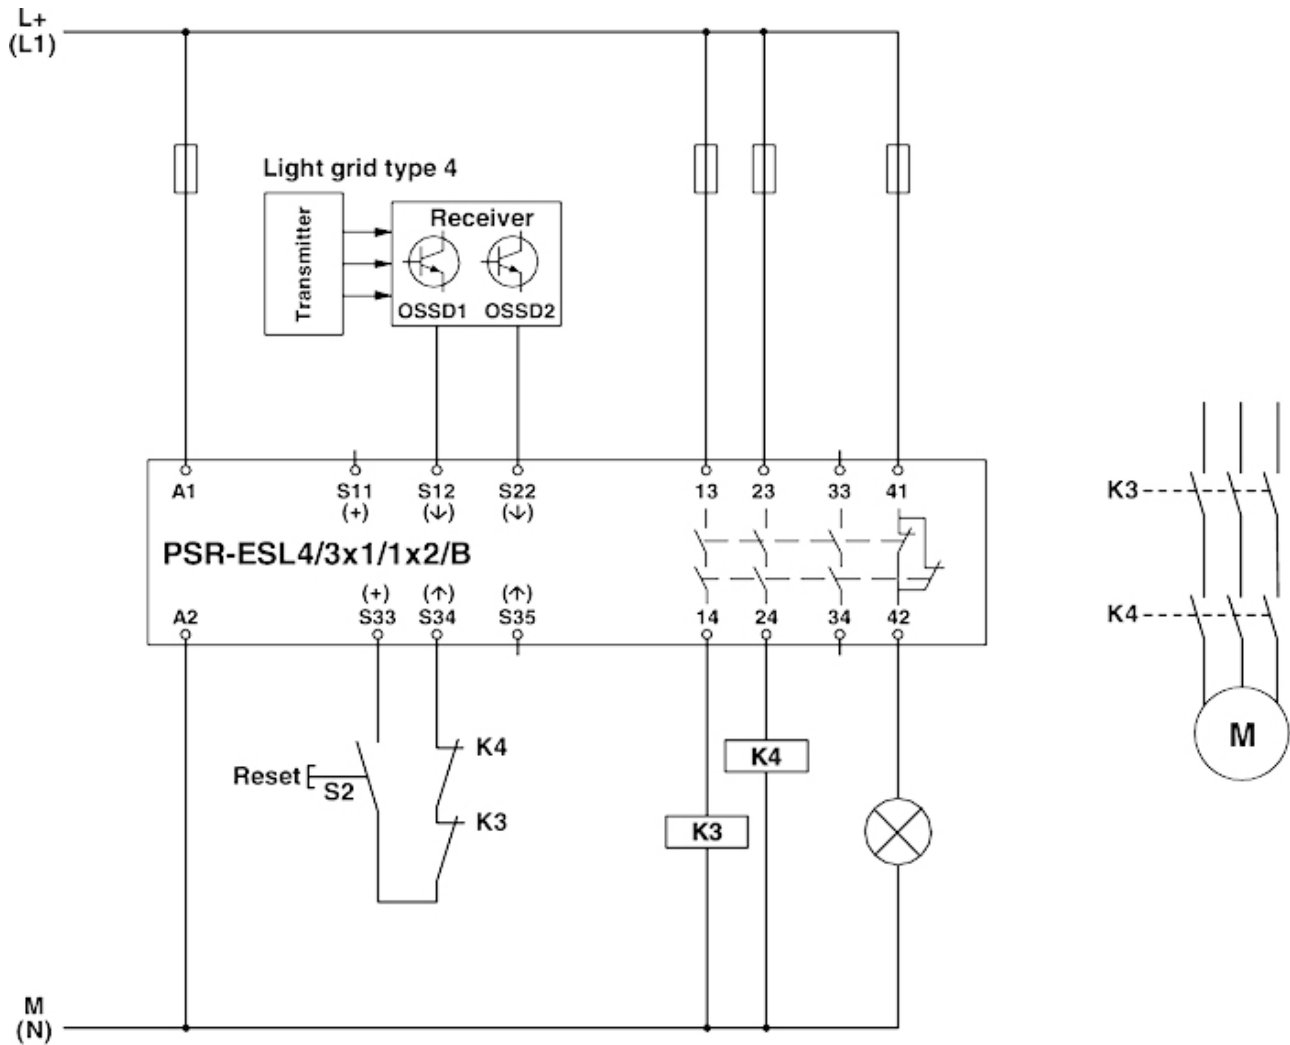 L+
(L1)
Light grid type 4
Transmitter
Receiver
OSSD1 OSSD2
A1 S11 S12 S22 13 23 33 41
(+) (↓) (↓)
PSR-ESL4/3x1/1x2/B
(+) (↑) (↑)
A2 S33 S34 S35 14 24 34 42
K3
K4
M
K4
Reset S2
K3
K4
K3
M
(N)